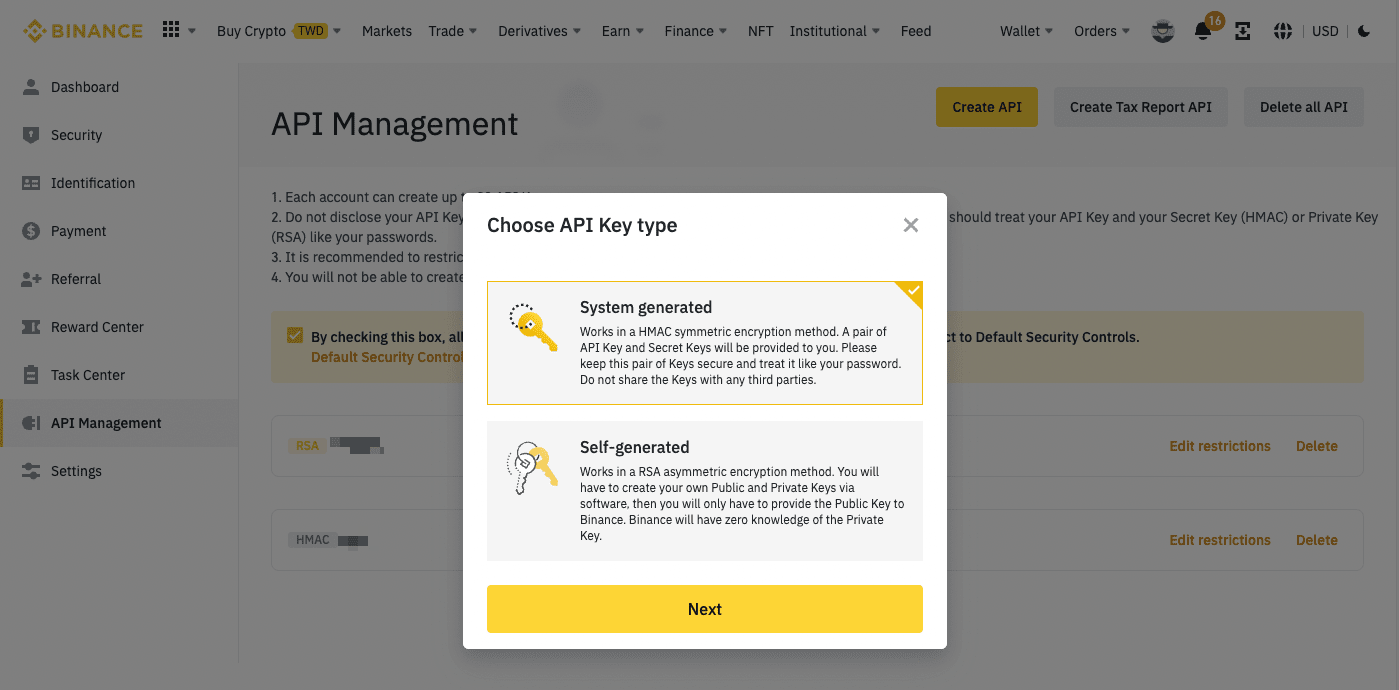 BINANCE
Buy Crypto TWD Markets Trade Derivatives Earn Finance NFT Institutional Feed Wallet Orders 16 USD
Dashboard
Security
Identification
Payment
Referral
Reward Center
Task Center
API Management
Settings
API Management
Create API Create Tax Report API Delete all API
1. Each account can create up
2. Do not disclose your API Key should treat your API Key and your Secret Key (HMAC) or Private Key
(RSA) like your passwords.
3. It is recommended to restric
4. You will not be able to create
By checking this box, all ct to Default Security Controls.
Default Security Control
RSA Edit restrictions Delete
HMAC Edit restrictions Delete
Choose API Key type
System generated
Works in a HMAC symmetric encryption method. A pair of
API Key and Secret Keys will be provided to you. Please
keep this pair of Keys secure and treat it like your password.
Do not share the Keys with any third parties.
Self-generated
Works in a RSA asymmetric encryption method. You will
have to create your own Public and Private Keys via
software, then you will only have to provide the Public Key to
Binance. Binance will have zero knowledge of the Private
Key.
Next